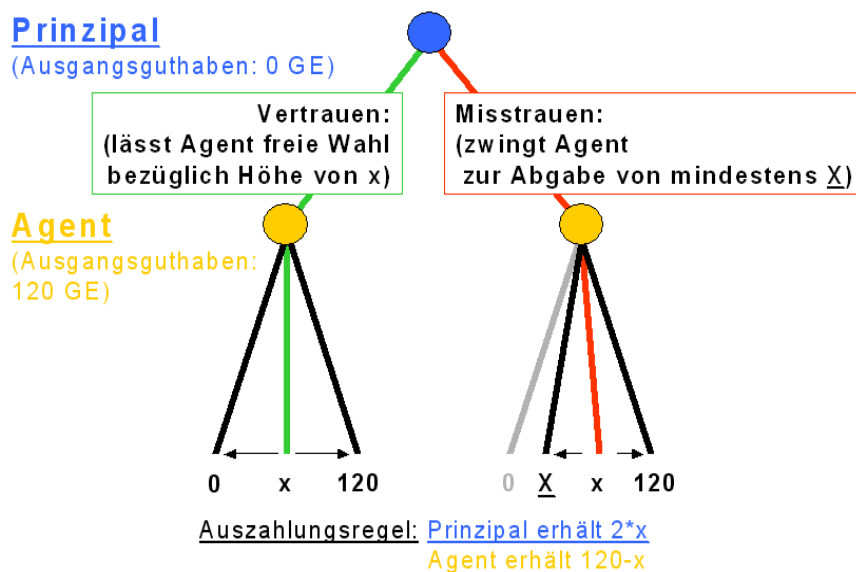 Prinzipal
(Ausgangsguthaben: 0 GE)
Vertrauen:
(lässt Agent freie Wahl
bezüglich Höhe von x)
Misstrauen:
(zwingt Agent
zur Abgabe von mindestens X)
Agent
(Ausgangsguthaben:
120 GE)
0 x 120
0 X x 120
Auszahlungsregel: Prinzipal erhält 2*x
Agent erhält 120-x